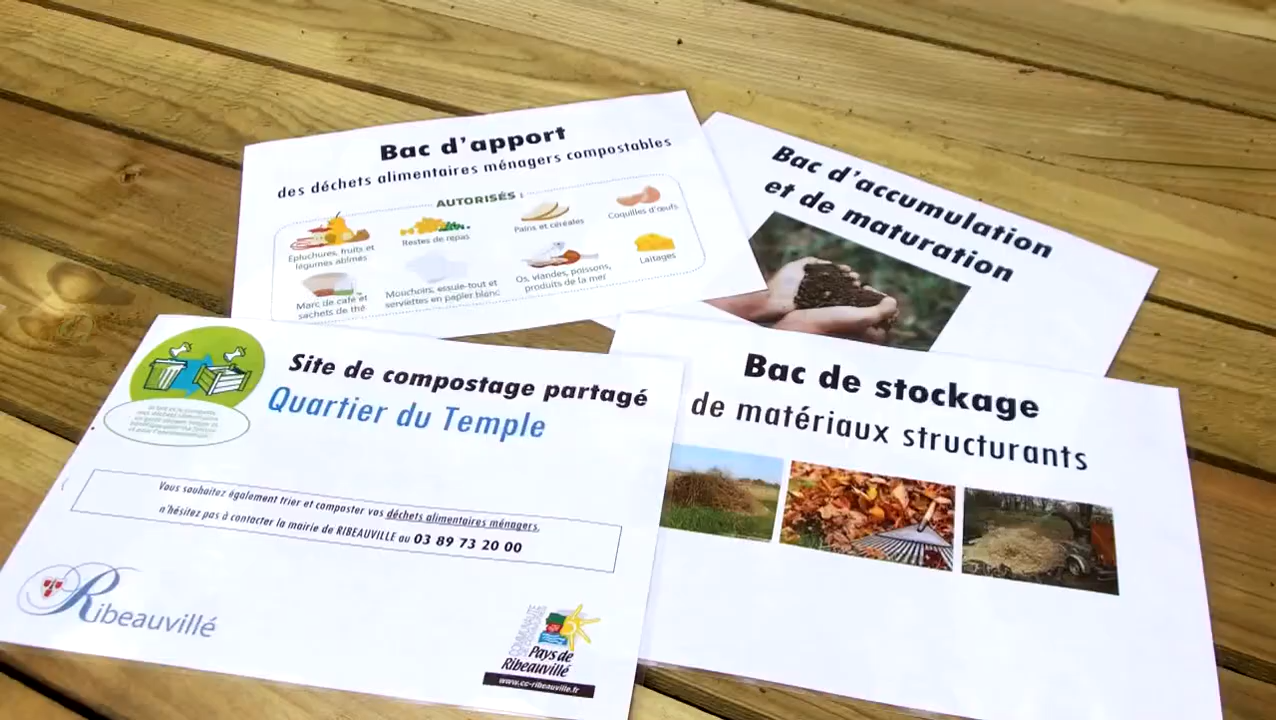 Bac d'apport
des déchets alimentaires ménagers compostables
AUTORISÉS :
Épluchures, fruits et
légumes abîmés
Restes de repas
Pains et céréales
Coquilles d'œufs
Marc de café et
sachets de thé
Mouchoirs, essuie-tout et
serviettes en papier blanc
Os, viandes, poissons,
produits de la mer
Laitages
Bac d'accumulation
et de maturation
Site de compostage partagé
Quartier du Temple
Vous souhaitez également trier et composter vos déchets alimentaires ménagers,
n'hésitez pas à contacter la mairie de RIBEAUVILLE au 03 89 73 20 00
Ribeauvillé
Pays de
Ribeauvillé
www.cc-ribeauville.fr
Bac de stockage
de matériaux structurants